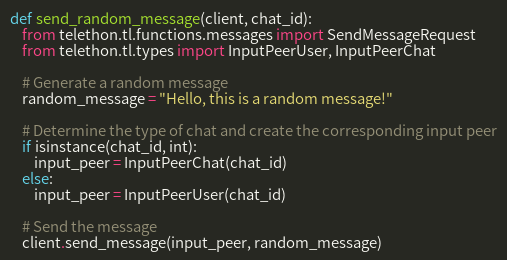 def send_random_message(client, chat_id):
    from telethon.tl.functions.messages import SendMessageRequest
    from telethon.tl.types import InputPeerUser, InputPeerChat

    # Generate a random message
    random_message = "Hello, this is a random message!"

    # Determine the type of chat and create the corresponding input peer
    if isinstance(chat_id, int):
        input_peer = InputPeerChat(chat_id)
    else:
        input_peer = InputPeerUser(chat_id)

    # Send the message
    client.send_message(input_peer, random_message)